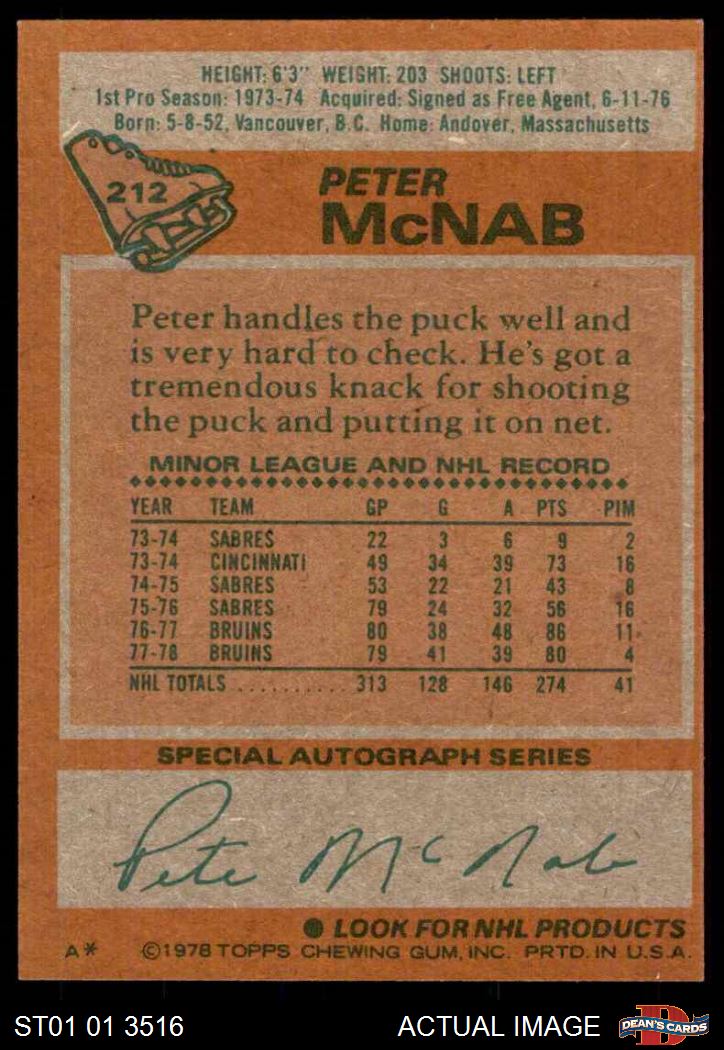 HEIGHT: 6'3" WEIGHT: 203 SHOOTS: LEFT
1st Pro Season: 1973-74 Acquired: Signed as Free Agent, 6-11-76
Born: 5-8-52, Vancouver, B.C. Home: Andover, Massachusetts
212
PETER
McNAB
Peter handles the puck well and
is very hard to check. He's got a
tremendous knack for shooting
the puck and putting it on net.
MINOR LEAGUE AND NHL RECORD
YEAR TEAM GP G A PTS PIM
73-74 SABRES 22 3 6 9 2
73-74 CINCINNATI 49 34 39 73 16
74-75 SABRES 53 22 21 43 8
75-76 SABRES 79 24 32 56 16
76-77 BRUINS 80 38 48 86 11
77-78 BRUINS 79 41 39 80 4
NHL TOTALS .......... 313 128 146 274 41
SPECIAL AUTOGRAPH SERIES
Pete McNab
LOOK FOR NHL PRODUCTS
A* ©1978 TOPPS CHEWING GUM, INC. PRTD. IN U.S.A.
ST01 01 3516 ACTUAL IMAGE
D
DEAN'S CARDS